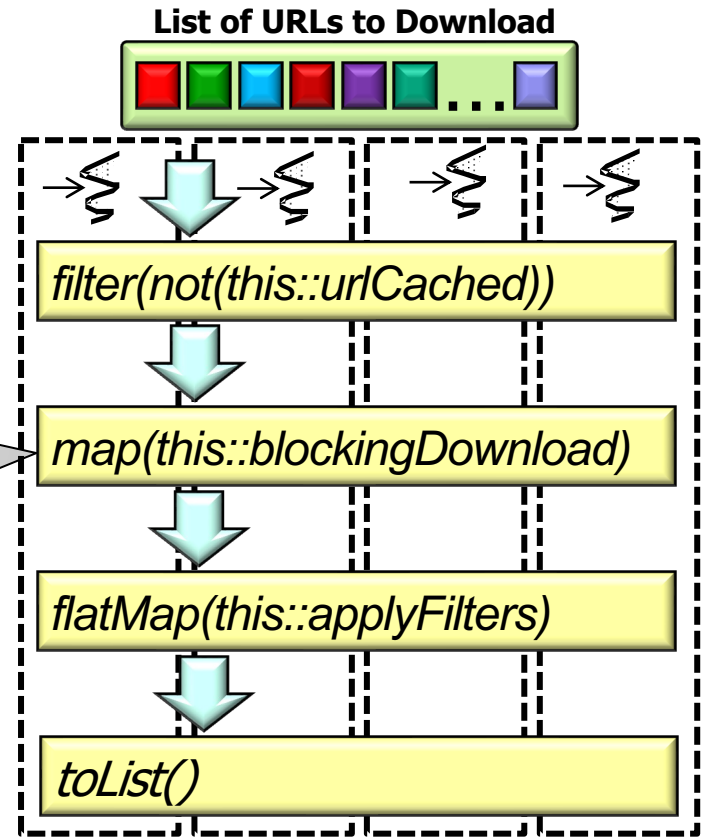 List of URLs to Download
...
filter(not(this::urlCached))
map(this::blockingDownload)
flatMap(this::applyFilters)
toList()